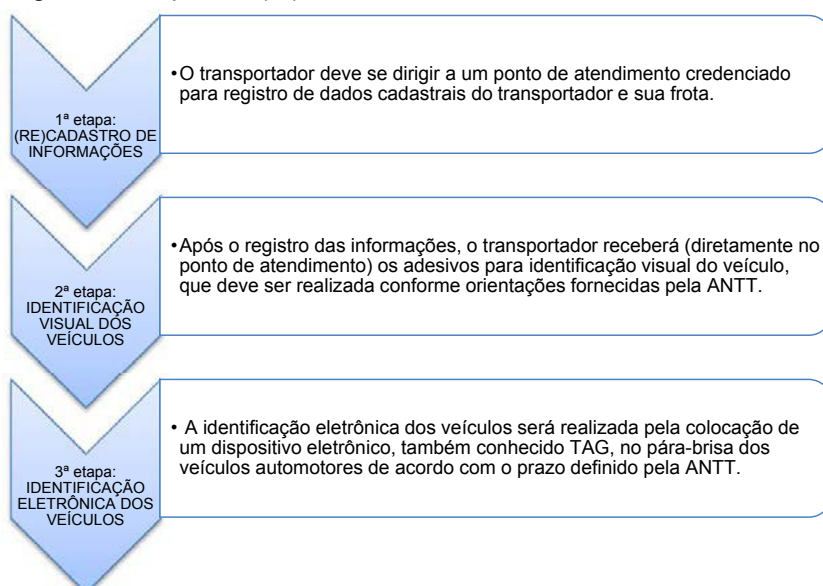 1ª etapa:
(RE)CADASTRO DE
INFORMAÇÕES
•O transportador deve se dirigir a um ponto de atendimento credenciado
para registro de dados cadastrais do transportador e sua frota.
2ª etapa:
IDENTIFICAÇÃO
VISUAL DOS
VEÍCULOS
•Após o registro das informações, o transportador receberá (diretamente no
ponto de atendimento) os adesivos para identificação visual do veículo,
que deve ser realizada conforme orientações fornecidas pela ANTT.
3ª etapa:
IDENTIFICAÇÃO
ELETRÔNICA DOS
VEÍCULOS
• A identificação eletrônica dos veículos será realizada pela colocação de
um dispositivo eletrônico, também conhecido TAG, no pára-brisa dos
veículos automotores de acordo com o prazo definido pela ANTT.